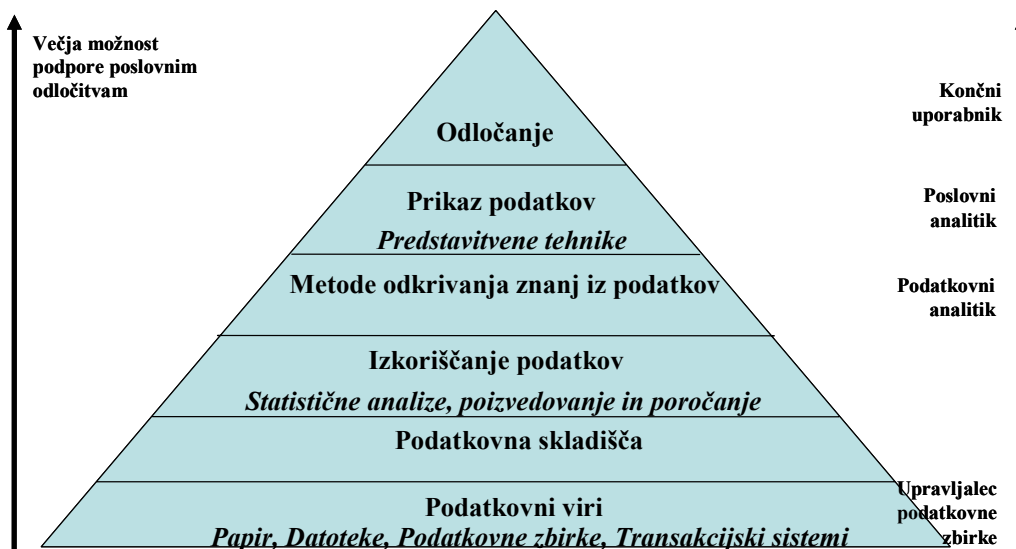 Večja možnost
podpore poslovnim
odločitvam
Končni
uporabnik
Odločanje
Prikaz podatkov
Predstavitvene tehnike
Poslovni
analitik
Metode odkrivanja znanj iz podatkov
Podatkovni
analitik
Izkoriščanje podatkov
Statistične analize, poizvedovanje in poročanje
Podatkovna skladišča
Podatkovni viri
Papir, Datoteke, Podatkovne zbirke, Transakcijski sistemi
Upravljalec
podatkovne
zbirke